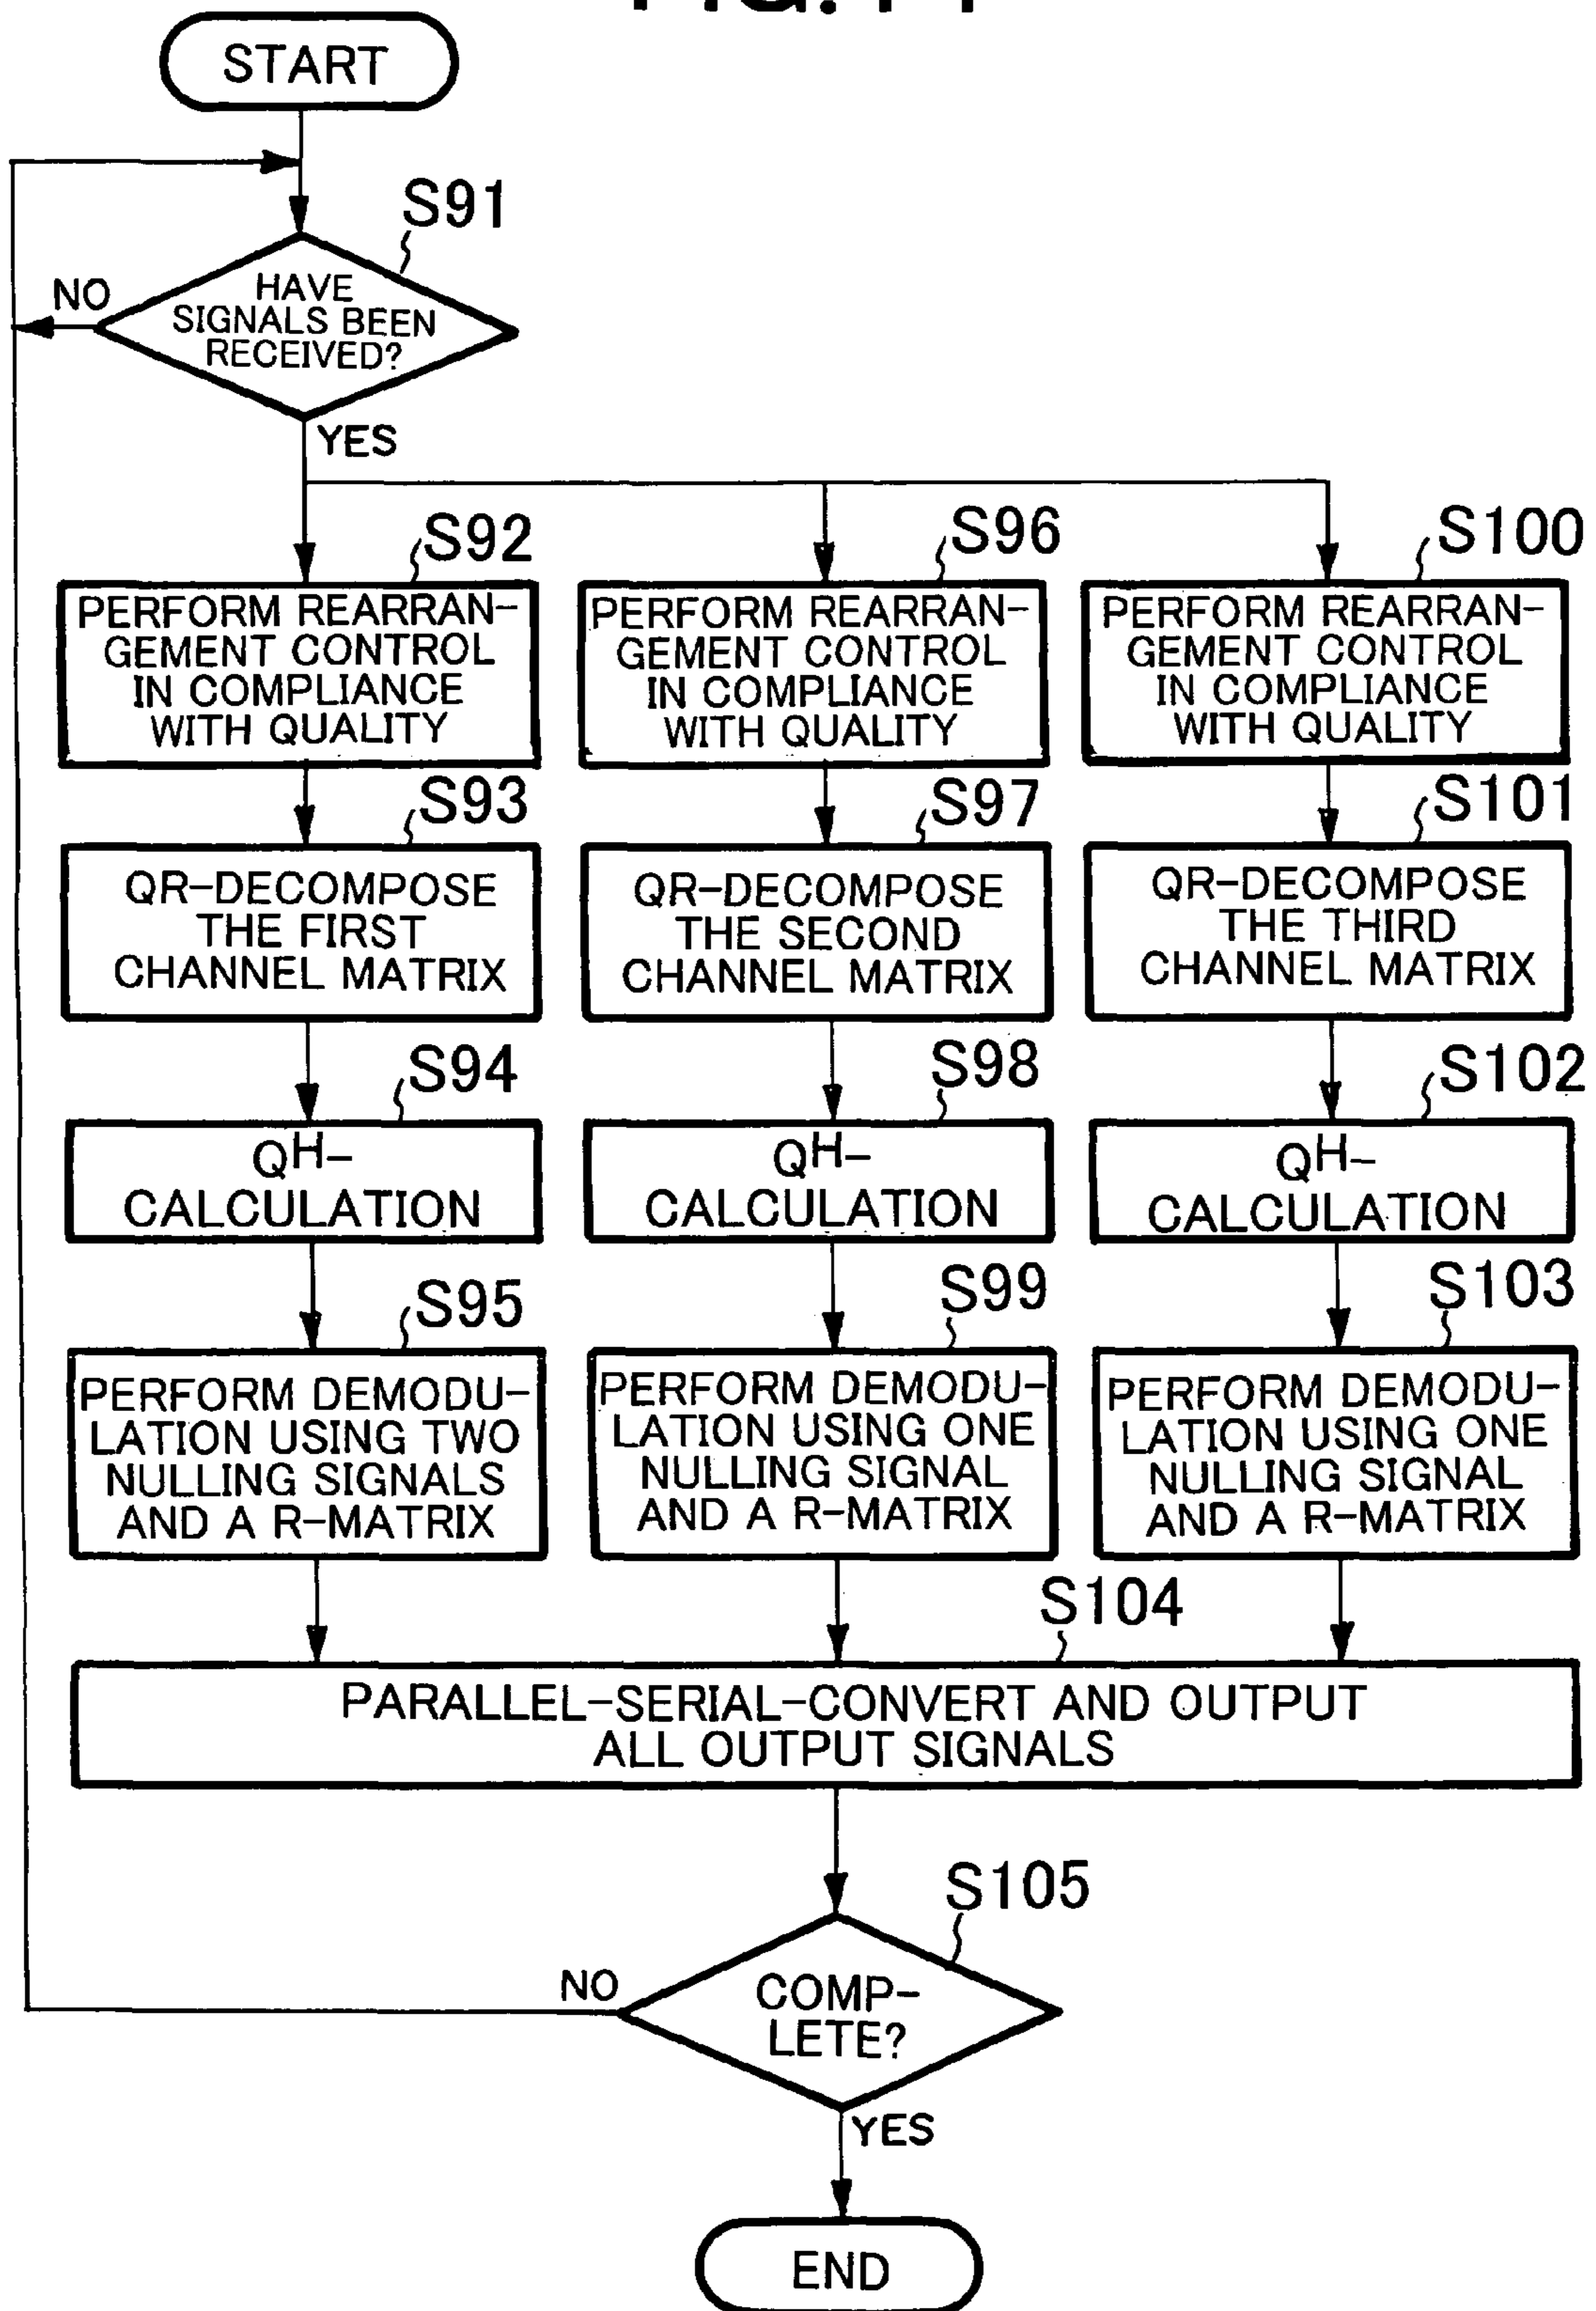 START
S91
HAVE
SIGNALS BEEN
RECEIVED?
NO
YES
S92
PERFORM REARRAN-
GEMENT CONTROL
IN COMPLIANCE
WITH QUALITY
S96
PERFORM REARRAN-
GEMENT CONTROL
IN COMPLIANCE
WITH QUALITY
S100
PERFORM REARRAN-
GEMENT CONTROL
IN COMPLIANCE
WITH QUALITY
S93
QR-DECOMPOSE
THE FIRST
CHANNEL MATRIX
S97
QR-DECOMPOSE
THE SECOND
CHANNEL MATRIX
S101
QR-DECOMPOSE
THE THIRD
CHANNEL MATRIX
S94
Q^H-
CALCULATION
S98
Q^H-
CALCULATION
S102
Q^H-
CALCULATION
S95
PERFORM DEMODU-
LATION USING TWO
NULLING SIGNALS
AND A R-MATRIX
S99
PERFORM DEMODU-
LATION USING ONE
NULLING SIGNAL
AND A R-MATRIX
S103
PERFORM DEMODU-
LATION USING ONE
NULLING SIGNAL
AND A R-MATRIX
S104
PARALLEL-SERIAL-CONVERT AND OUTPUT
ALL OUTPUT SIGNALS
S105
COMP-
LETE?
NO
YES
END